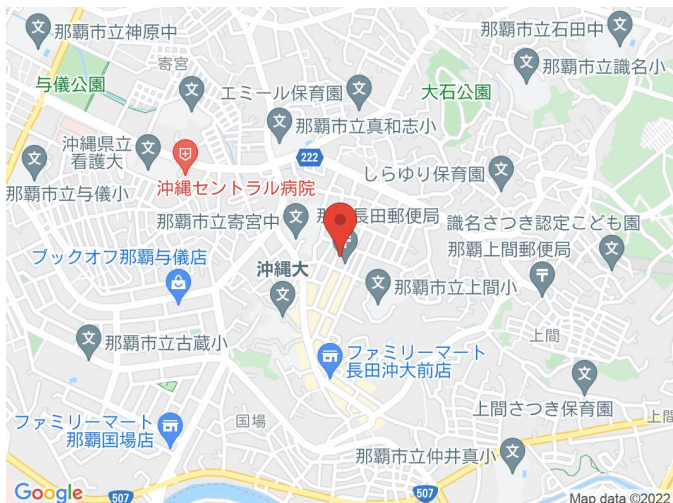 那覇市立神原中
与儀公園
寄宮
エミール保育園
大石公園
那覇市立石田中
那覇市立識名小
那覇市立真和志小
沖縄県立
看護大
222
沖縄セントラル病院
しらゆり保育園
那覇市立与儀小
那覇市立寄宮中
那
長田郵便局
識名さつき認定こども園
ブックオフ那覇与儀店
沖縄大
那覇上間郵便局
那覇市立上間小
上間
那覇市立古蔵小
ファミリーマート
長田沖大前店
上間さつき保育園
上間
ファミリーマート
那覇国場店
国場
那覇市立仲井真小
507
507
Google
Map data ©2022